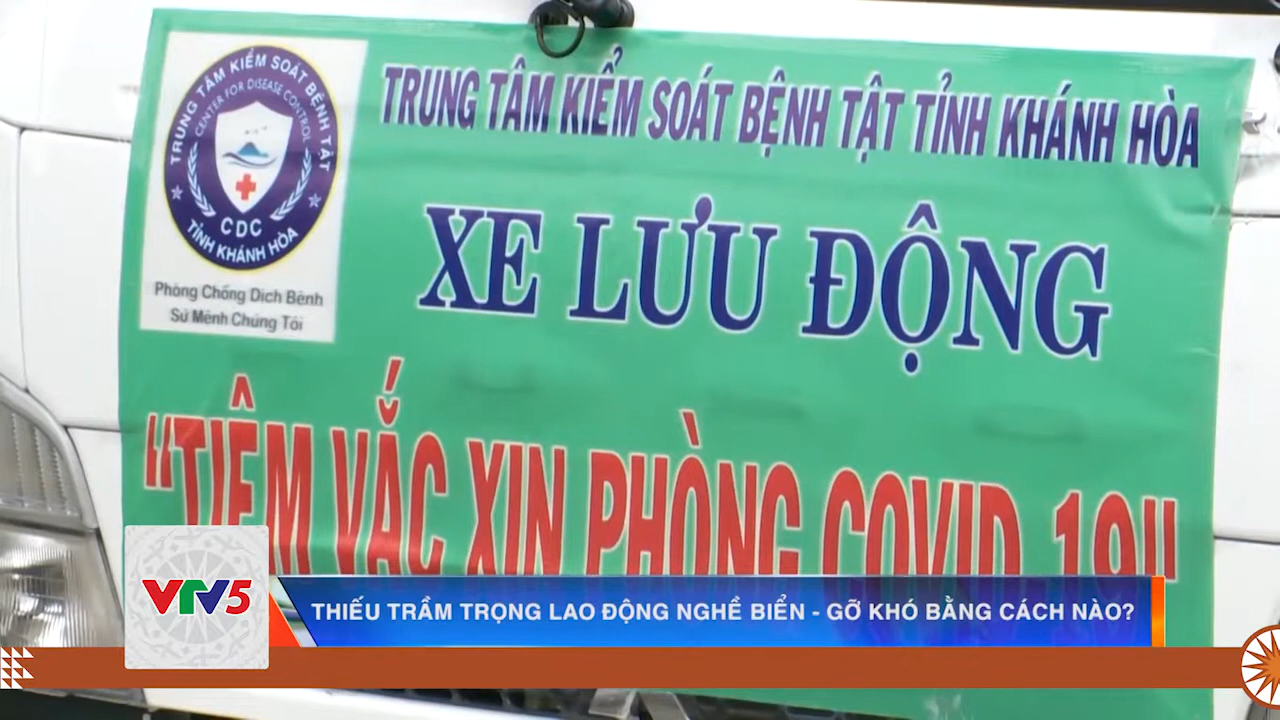 TRUNG TÂM KIỂM SOÁT BỆNH TẬT
CENTER FOR DISEASE CONTROL
CDC
TỈNH KHÁNH HÒA
Phòng Chống Dịch Bệnh
Sứ Mệnh Chúng Tôi
TRUNG TÂM KIỂM SOÁT BỆNH TẬT TỈNH KHÁNH HÒA
XE LƯU ĐỘNG
"TIÊM VẮC XIN PHÒNG COVID-19"
VTV5
THIẾU TRẦM TRỌNG LAO ĐỘNG NGHỀ BIỂN - GỠ KHÓ BẰNG CÁCH NÀO?